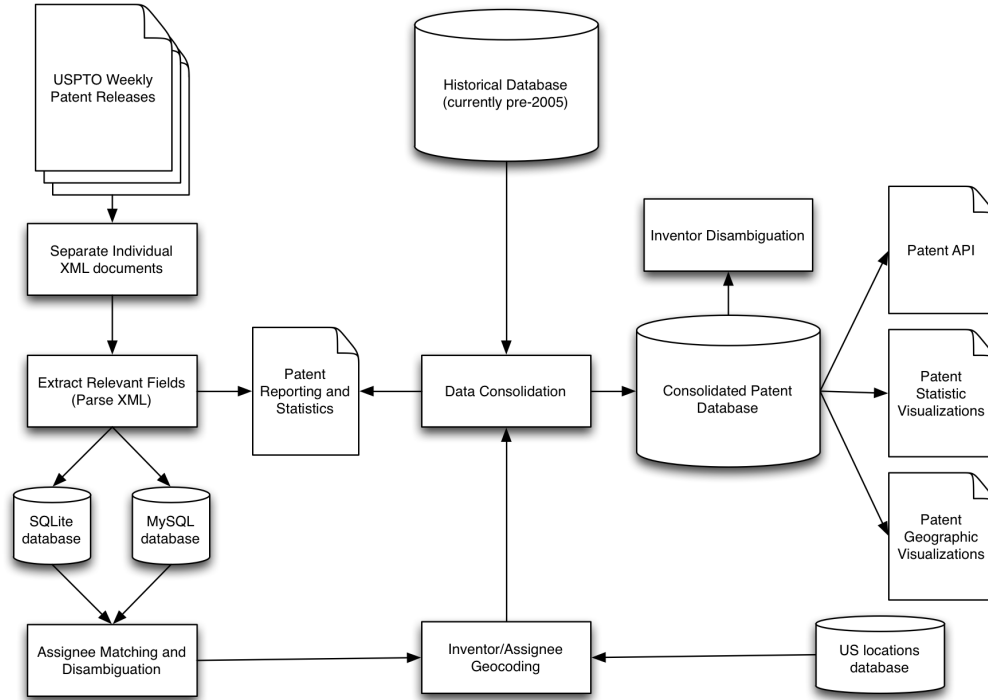 USPTO Weekly
Patent Releases
Historical Database
(currently pre-2005)
Separate Individual
XML documents
Inventor Disambiguation
Patent API
Extract Relevant Fields
(Parse XML)
Patent
Reporting and
Statistics
Data Consolidation
Consolidated Patent
Database
Patent
Statistic
Visualizations
SQLite
database
MySQL
database
Patent
Geographic
Visualizations
Assignee Matching and
Disambiguation
Inventor/Assignee
Geocoding
US locations
database